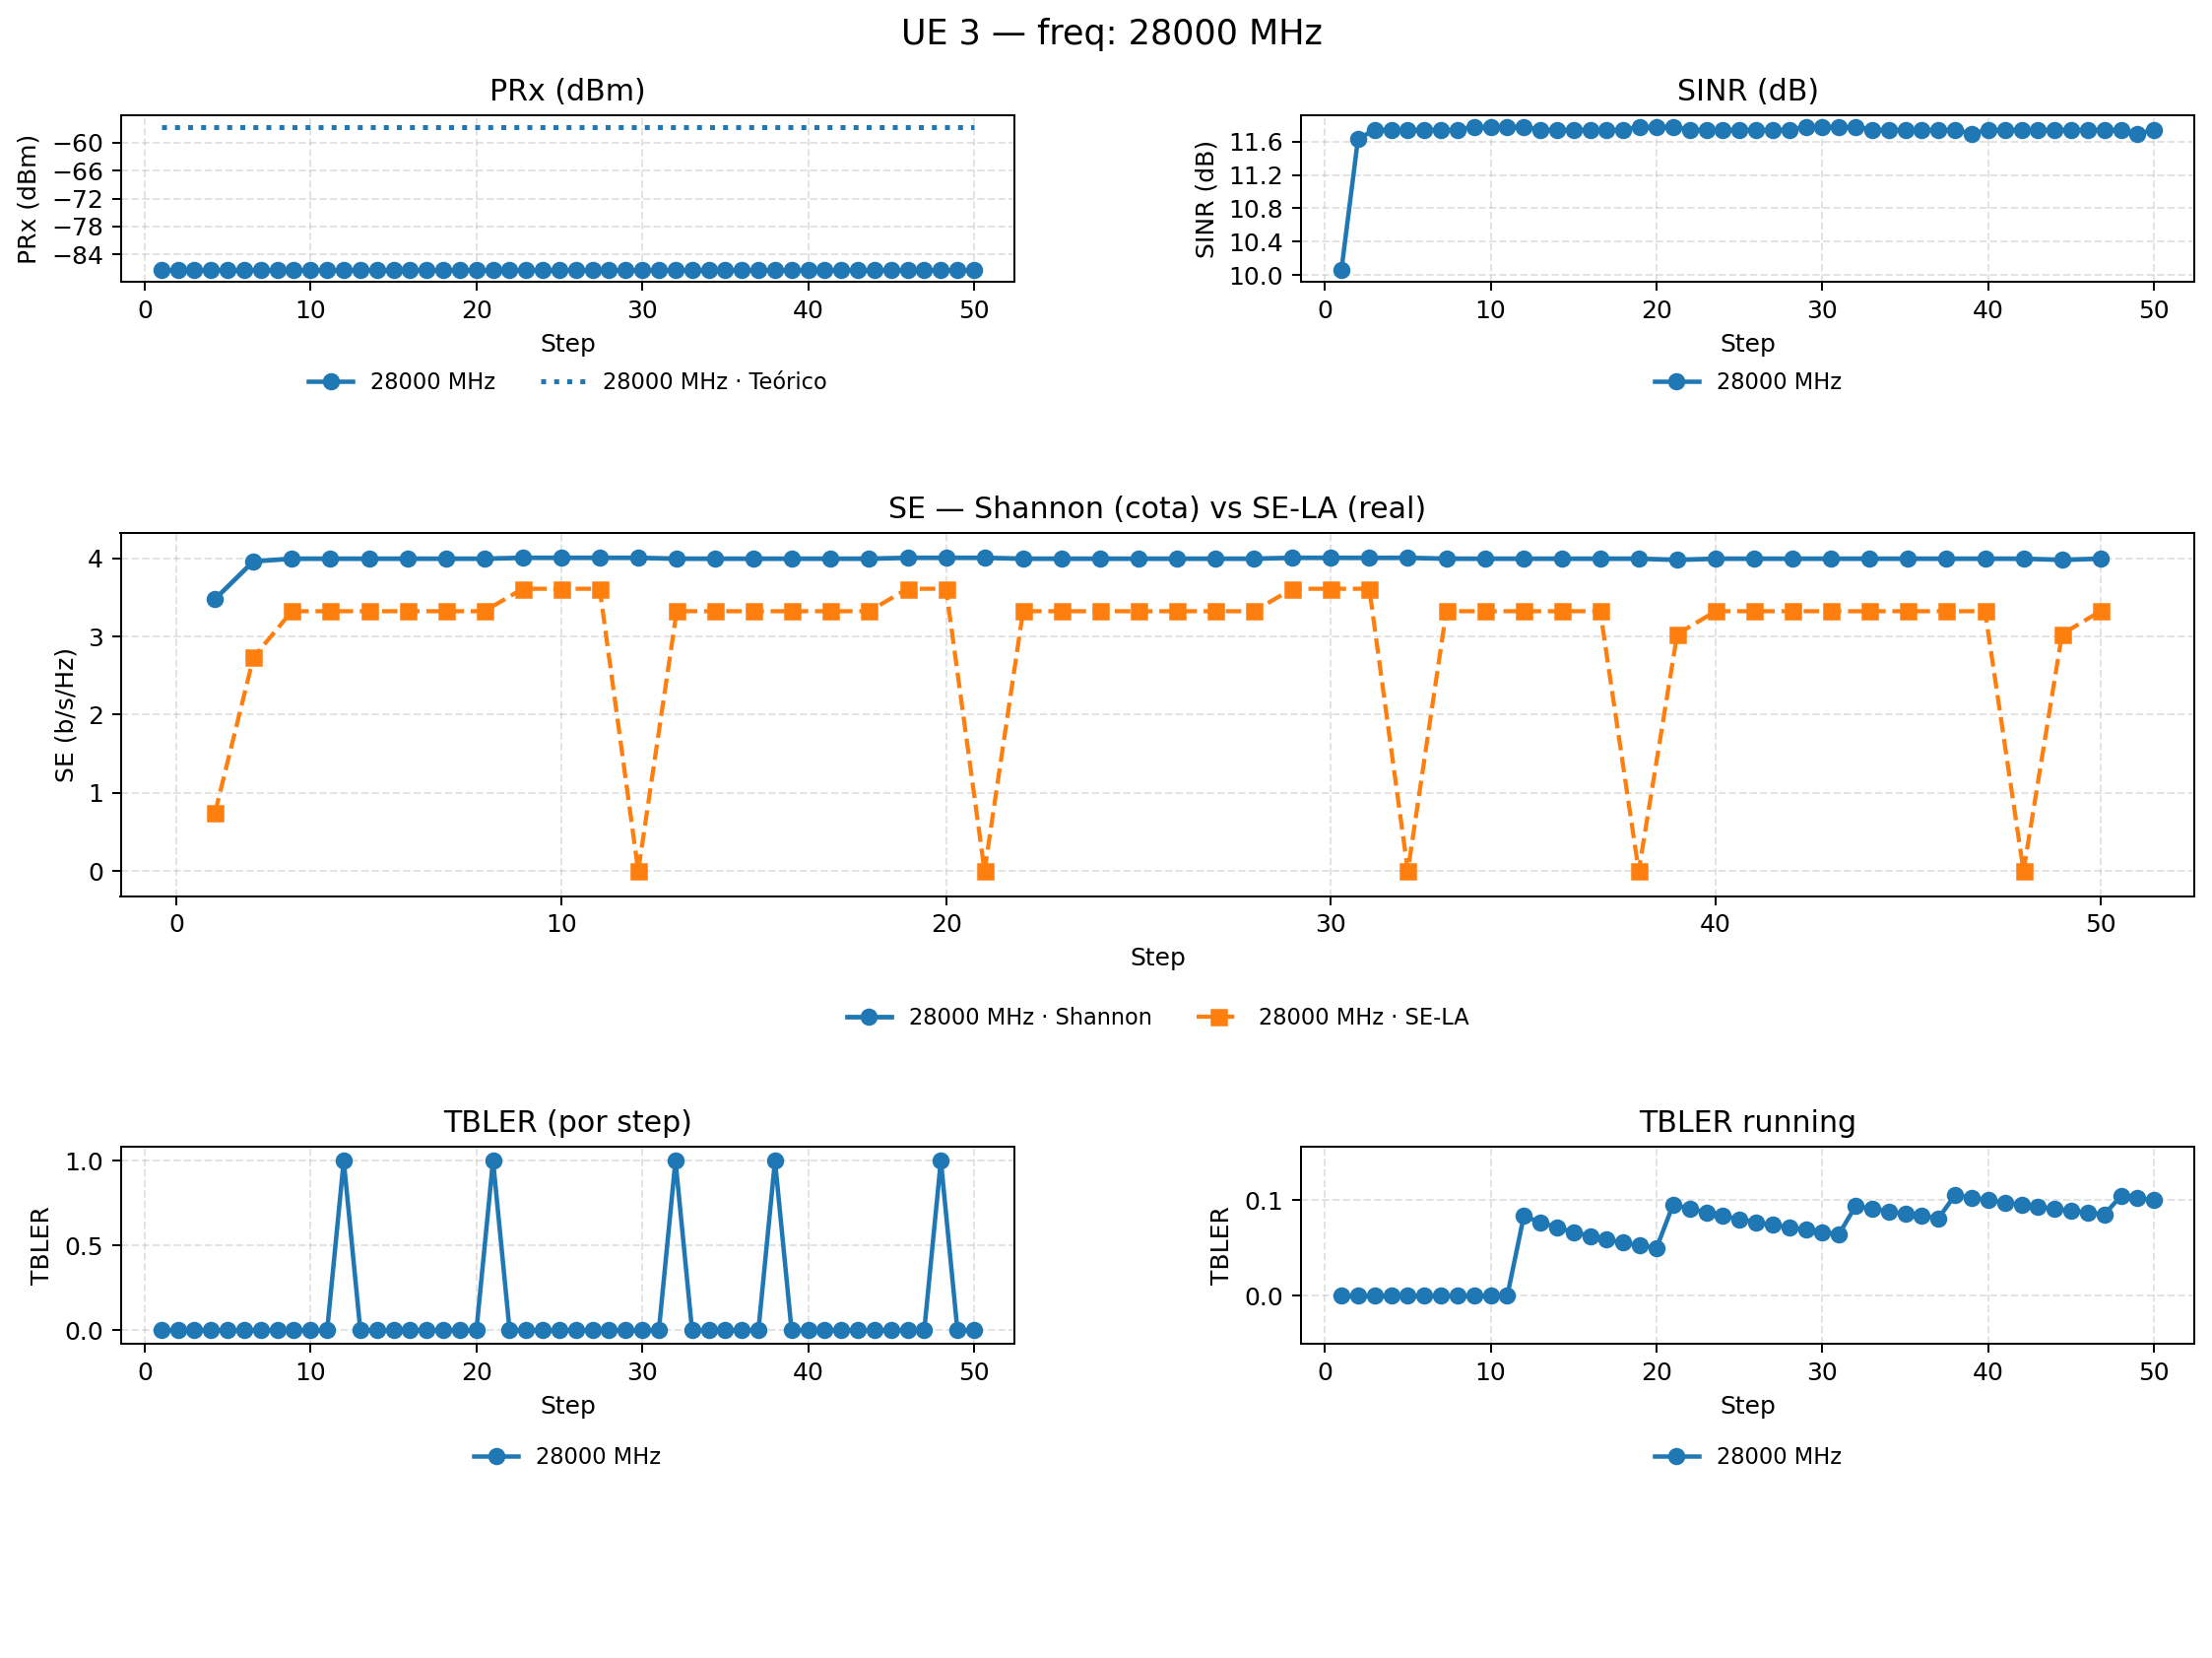 UE 3 — freq: 28000 MHz
PRx (dBm)
PRx (dBm)
−60
−66
−72
−78
−84
0 10 20 30 40 50
Step
28000 MHz 28000 MHz · Teórico
SINR (dB)
SINR (dB)
11.6
11.2
10.8
10.4
10.0
0 10 20 30 40 50
Step
28000 MHz
SE — Shannon (cota) vs SE-LA (real)
SE (b/s/Hz)
4
3
2
1
0
0 10 20 30 40 50
Step
28000 MHz · Shannon 28000 MHz · SE-LA
TBLER (por step)
TBLER
1.0
0.5
0.0
0 10 20 30 40 50
Step
28000 MHz
TBLER running
TBLER
0.1
0.0
0 10 20 30 40 50
Step
28000 MHz